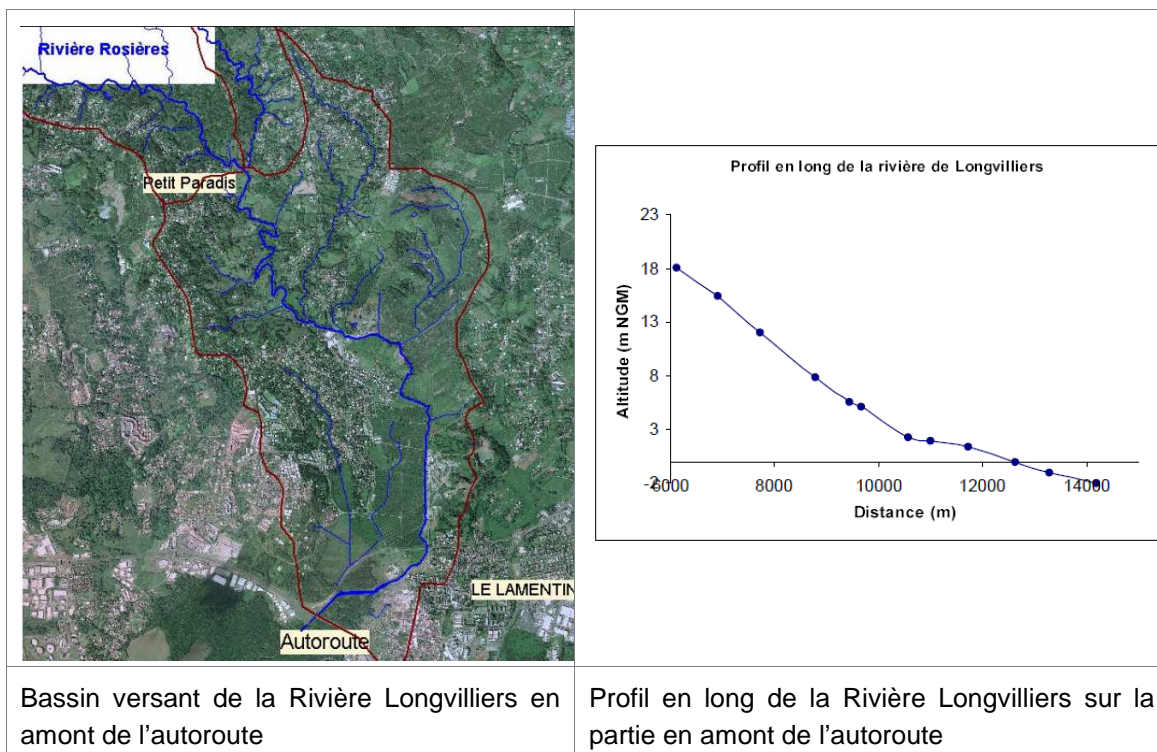 Rivière Rosières
Petit Paradis
LE LAMENTIN
Autoroute
Profil en long de la rivière de Longvilliers
Altitude (m NGM)
23
18
13
8
3
-2
6000
8000
10000
12000
14000
Distance (m)
Bassin versant de la Rivière Longvilliers en
amont de l'autoroute
Profil en long de la Rivière Longvilliers sur la
partie en amont de l'autoroute